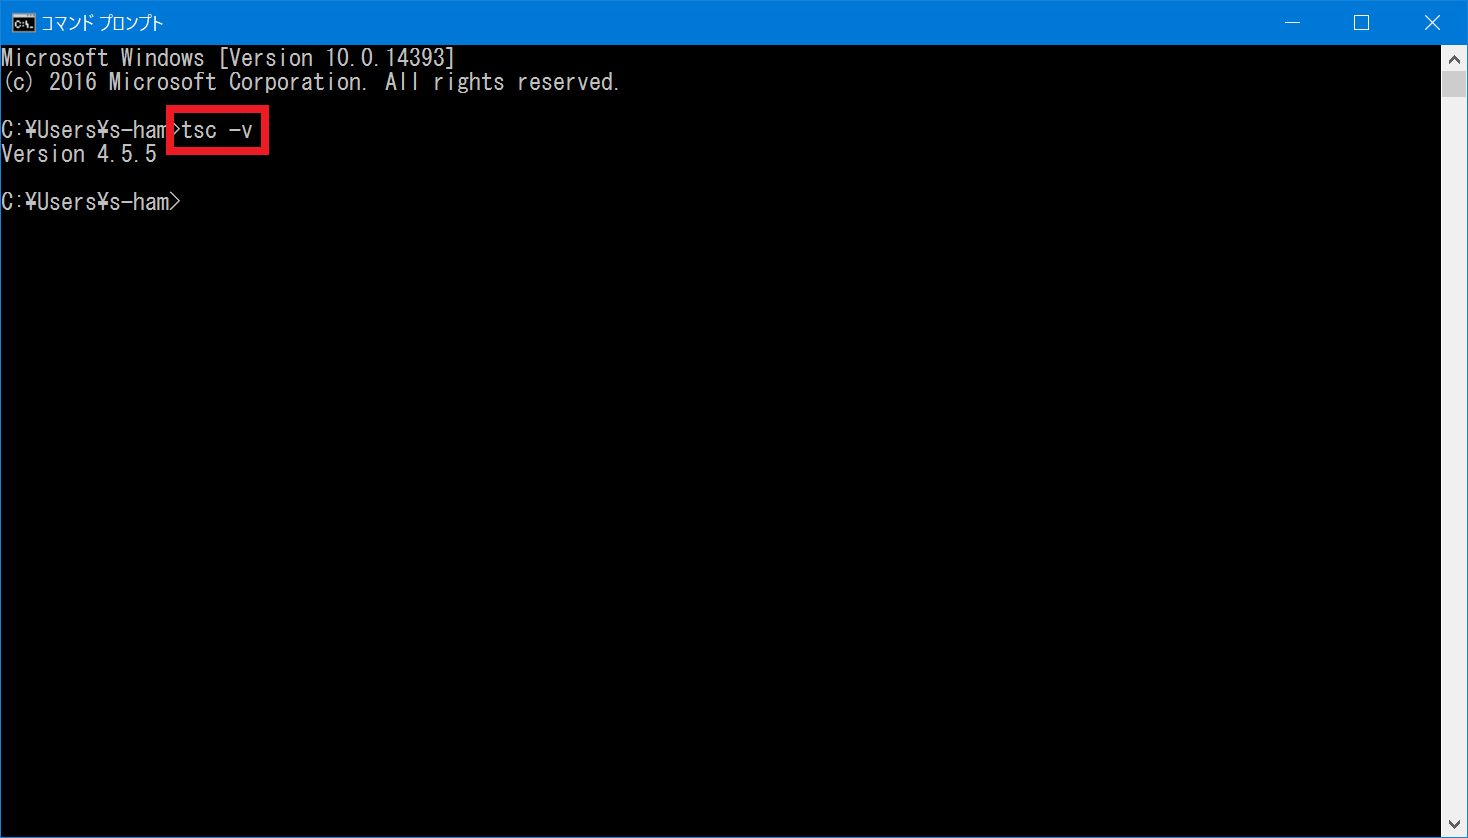 コマンド プロンプト
Microsoft Windows [Version 10.0.14393]
(c) 2016 Microsoft Corporation. All rights reserved.
C:¥Users¥s-ham>tsc -v
Version 4.5.5
C:¥Users¥s-ham>